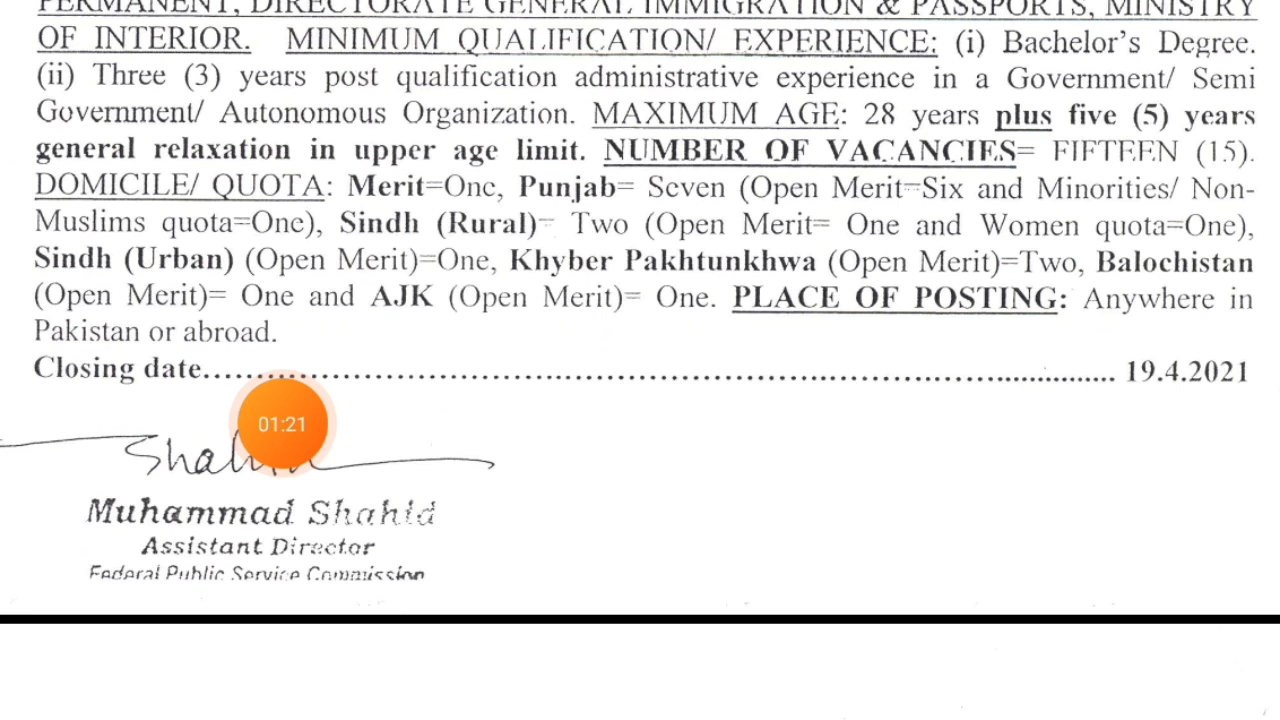 PERMANENT, DIRECTORATE GENERAL IMMIGRATION & PASSPORTS, MINISTRY
OF INTERIOR. MINIMUM QUALIFICATION/ EXPERIENCE: (i) Bachelor's Degree.
(ii) Three (3) years post qualification administrative experience in a Government/ Semi
Government/ Autonomous Organization. MAXIMUM AGE: 28 years plus five (5) years
general relaxation in upper age limit. NUMBER OF VACANCIES= FIFTEEN (15).
DOMICILE/ QUOTA: Merit=One, Punjab= Seven (Open Merit=Six and Minorities/ Non-
Muslims quota=One), Sindh (Rural)= Two (Open Merit= One and Women quota=One),
Sindh (Urban) (Open Merit)=One, Khyber Pakhtunkhwa (Open Merit)=Two, Balochistan
(Open Merit)= One and AJK (Open Merit)= One. PLACE OF POSTING: Anywhere in
Pakistan or abroad.
Closing date.................................................................................................... 19.4.2021
01:21
Muhammad Shahid
Assistant Director
Federal Public Service Commission